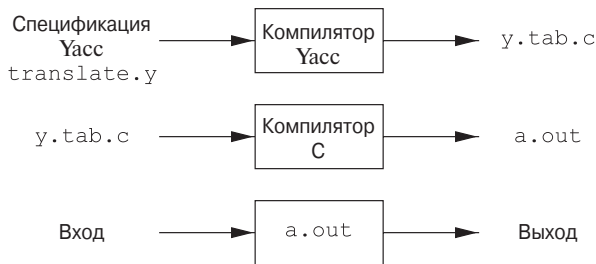 Спецификация
Yacc
translate.y
Компилятор
Yacc
y.tab.c
y.tab.c
Компилятор
C
a.out
Вход
a.out
Выход